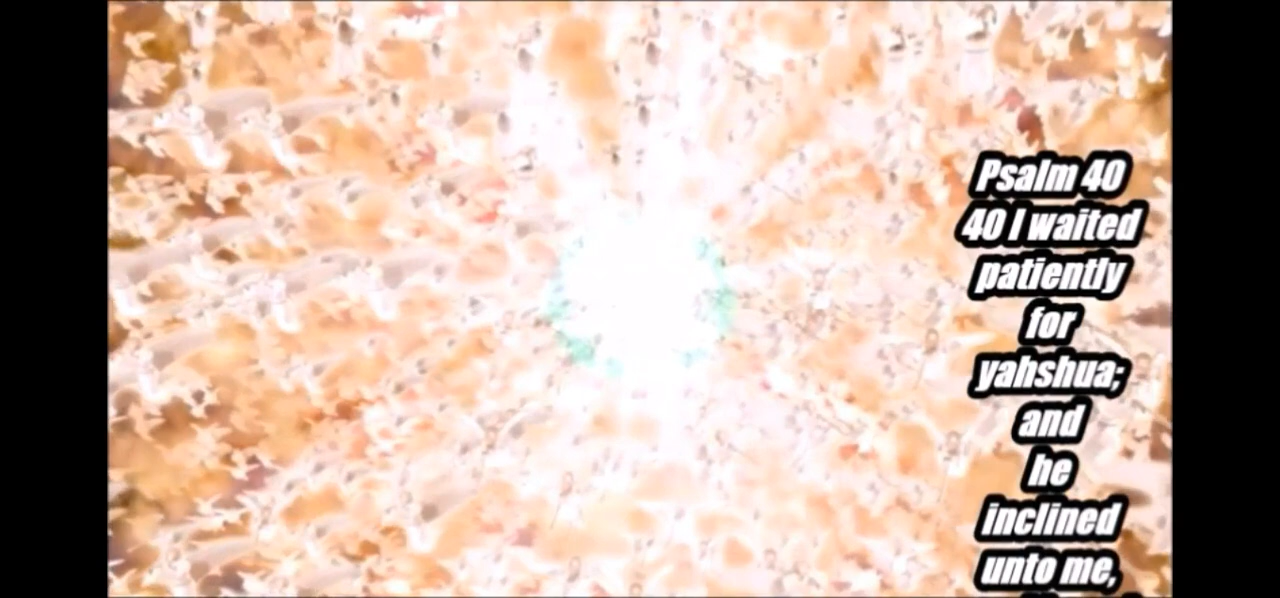 Psalm 40
40 I waited
patiently
for
yahshua;
and
he
inclined
unto me,